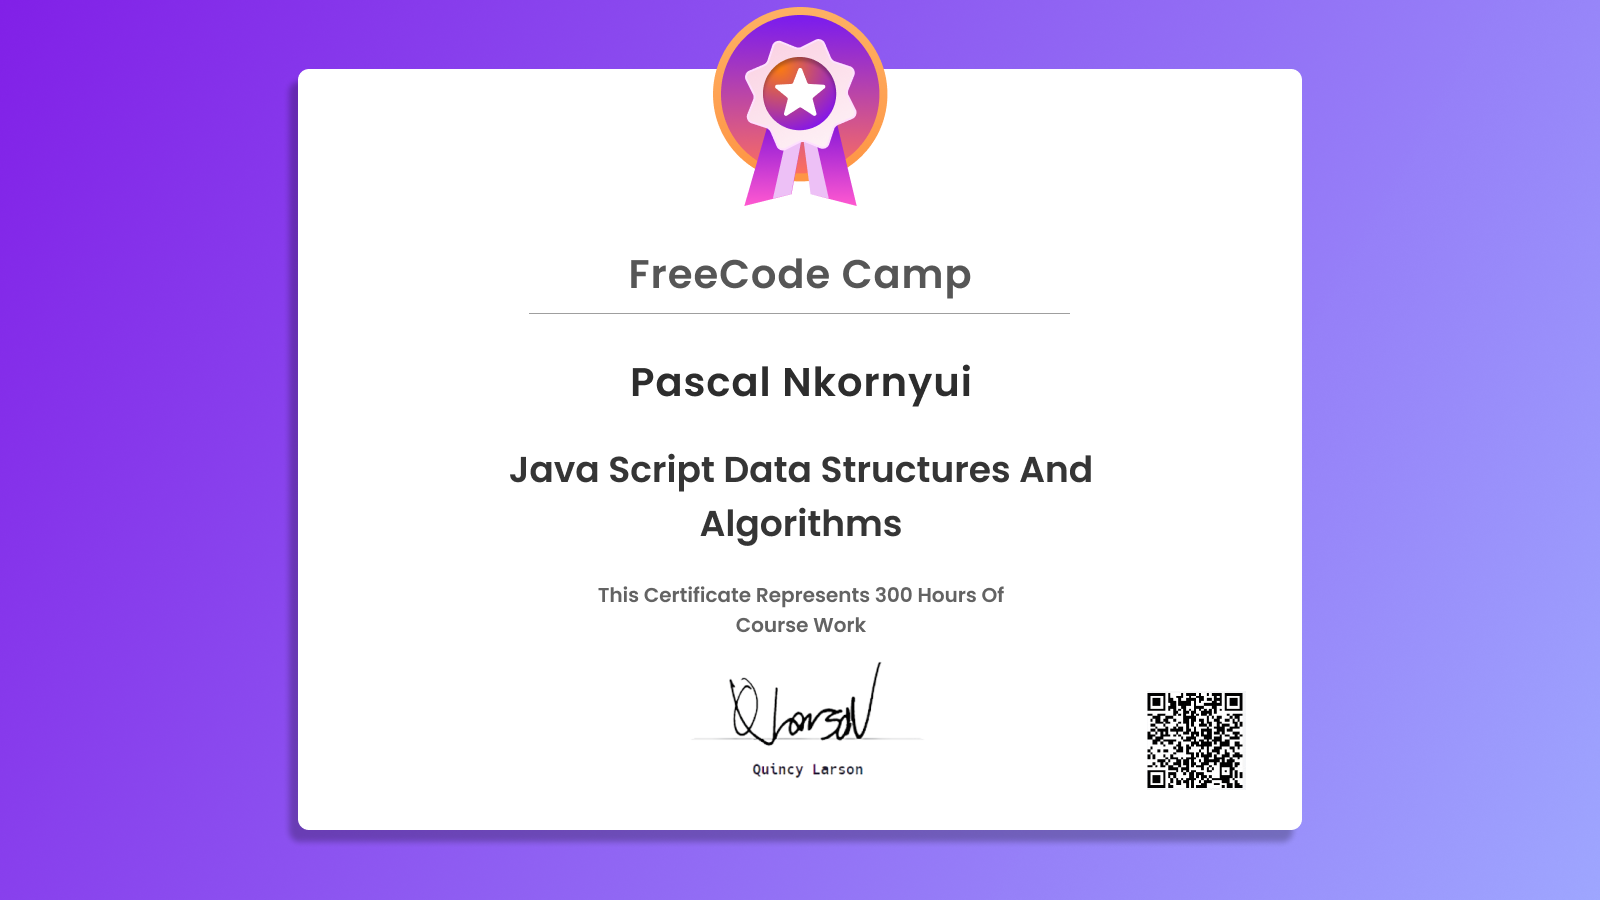 FreeCode Camp
Pascal Nkornyui
Java Script Data Structures And
Algorithms
This Certificate Represents 300 Hours Of
Course Work
QLarson
Quincy Larson